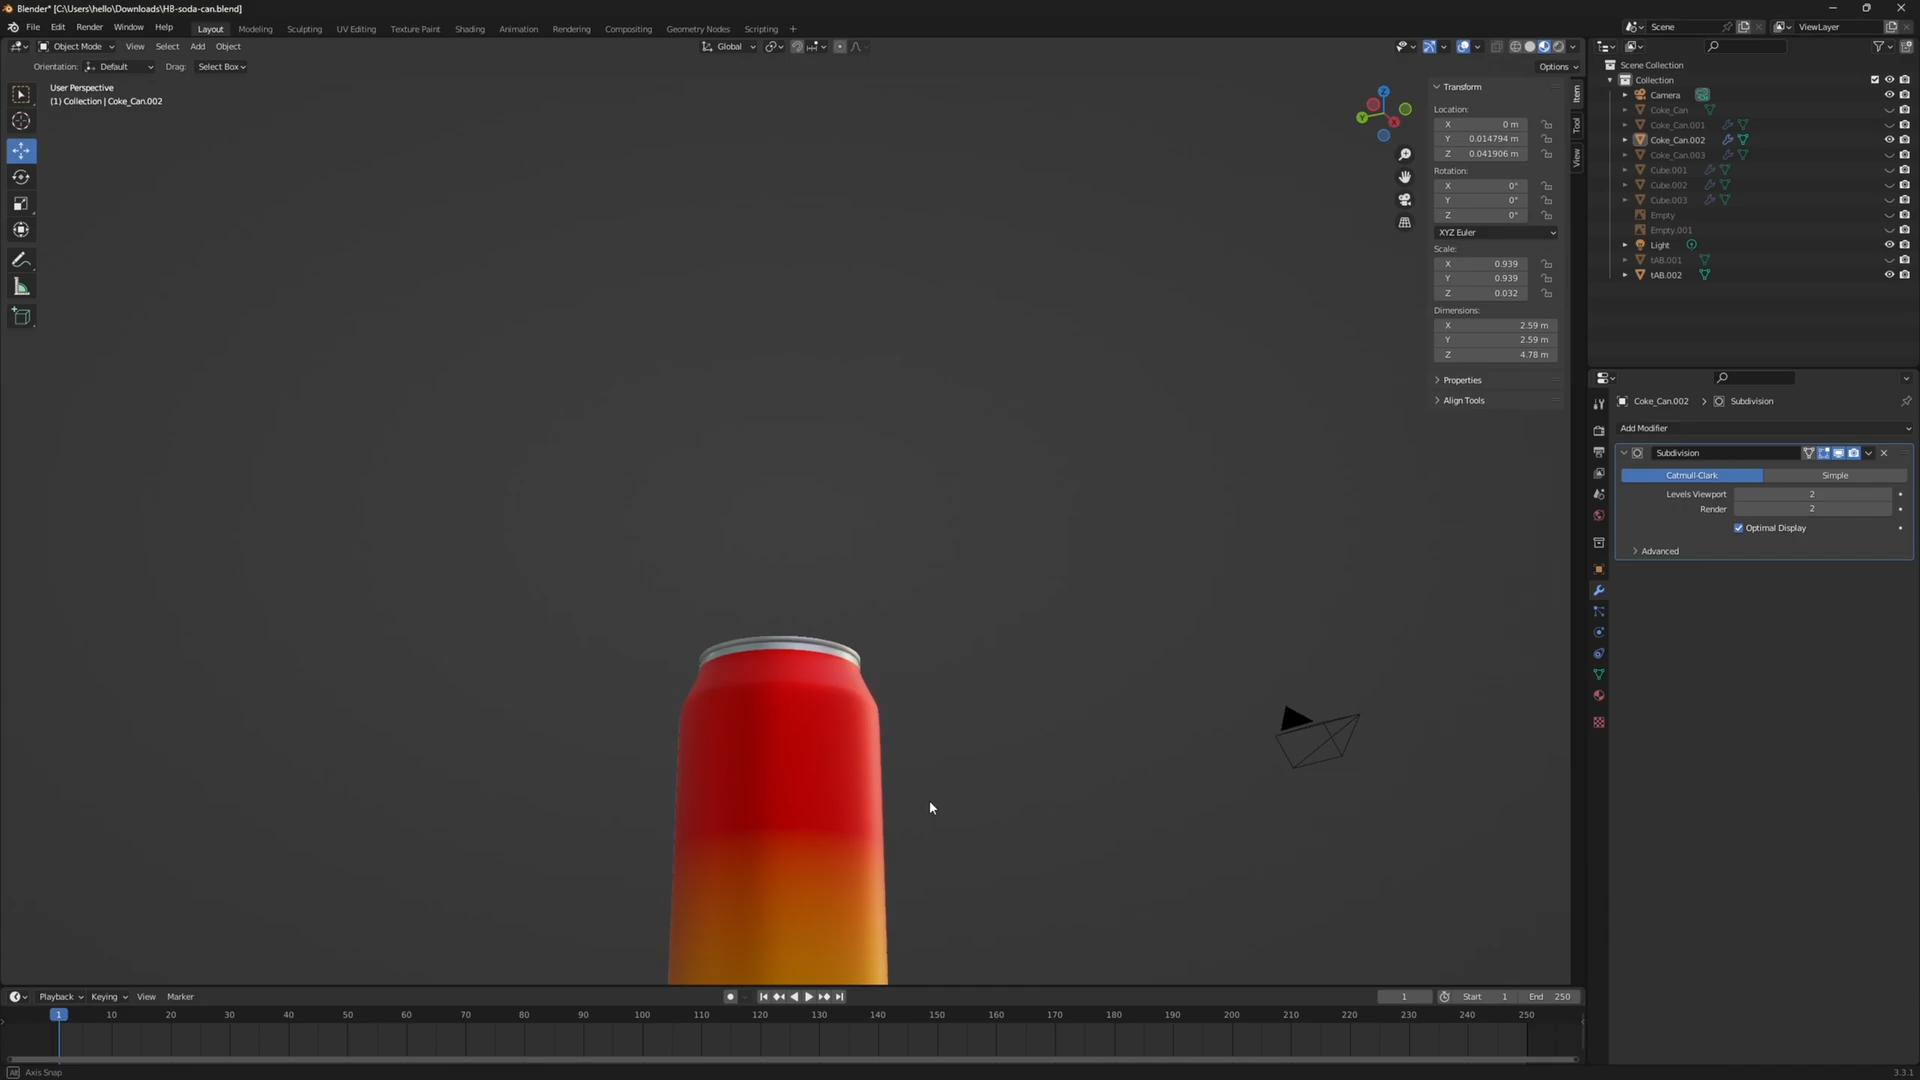 Blender* [C:\Users\hello\Downloads\HB-soda-can.blend]
File Edit Render Window Help Layout Modeling Sculpting UV Editing Texture Paint Shading Animation Rendering Compositing Geometry Nodes Scripting + Scene ViewLayer
Object Mode View Select Add Object Global
Orientation: Default Drag: Select Box Options
User Perspective
(1) Collection | Coke_Can.002
Z
Y
X
Transform
Location:
X 0 m
Y 0.014794 m
Z 0.041906 m
Rotation:
X 0°
Y 0°
Z 0°
XYZ Euler
Scale:
X 0.939
Y 0.939
Z 0.032
Dimensions:
X 2.59 m
Y 2.59 m
Z 4.78 m
Properties
Align Tools
Item
Tool
View
Scene Collection
Collection
Camera
Coke_Can
Coke_Can.001
Coke_Can.002
Coke_Can.003
Cube.001
Cube.002
Cube.003
Empty
Empty.001
Light
tAB.001
tAB.002
Coke_Can.002 > Subdivision
Add Modifier
Subdivision
Catmull-Clark Simple
Levels Viewport 2
Render 2
Optimal Display
Advanced
Playback Keying View Marker 1 Start 1 End 250
1 10 20 30 40 50 60 70 80 90 100 110 120 130 140 150 160 170 180 190 200 210 220 230 240 250
Alt Axis Snap 3.3.1